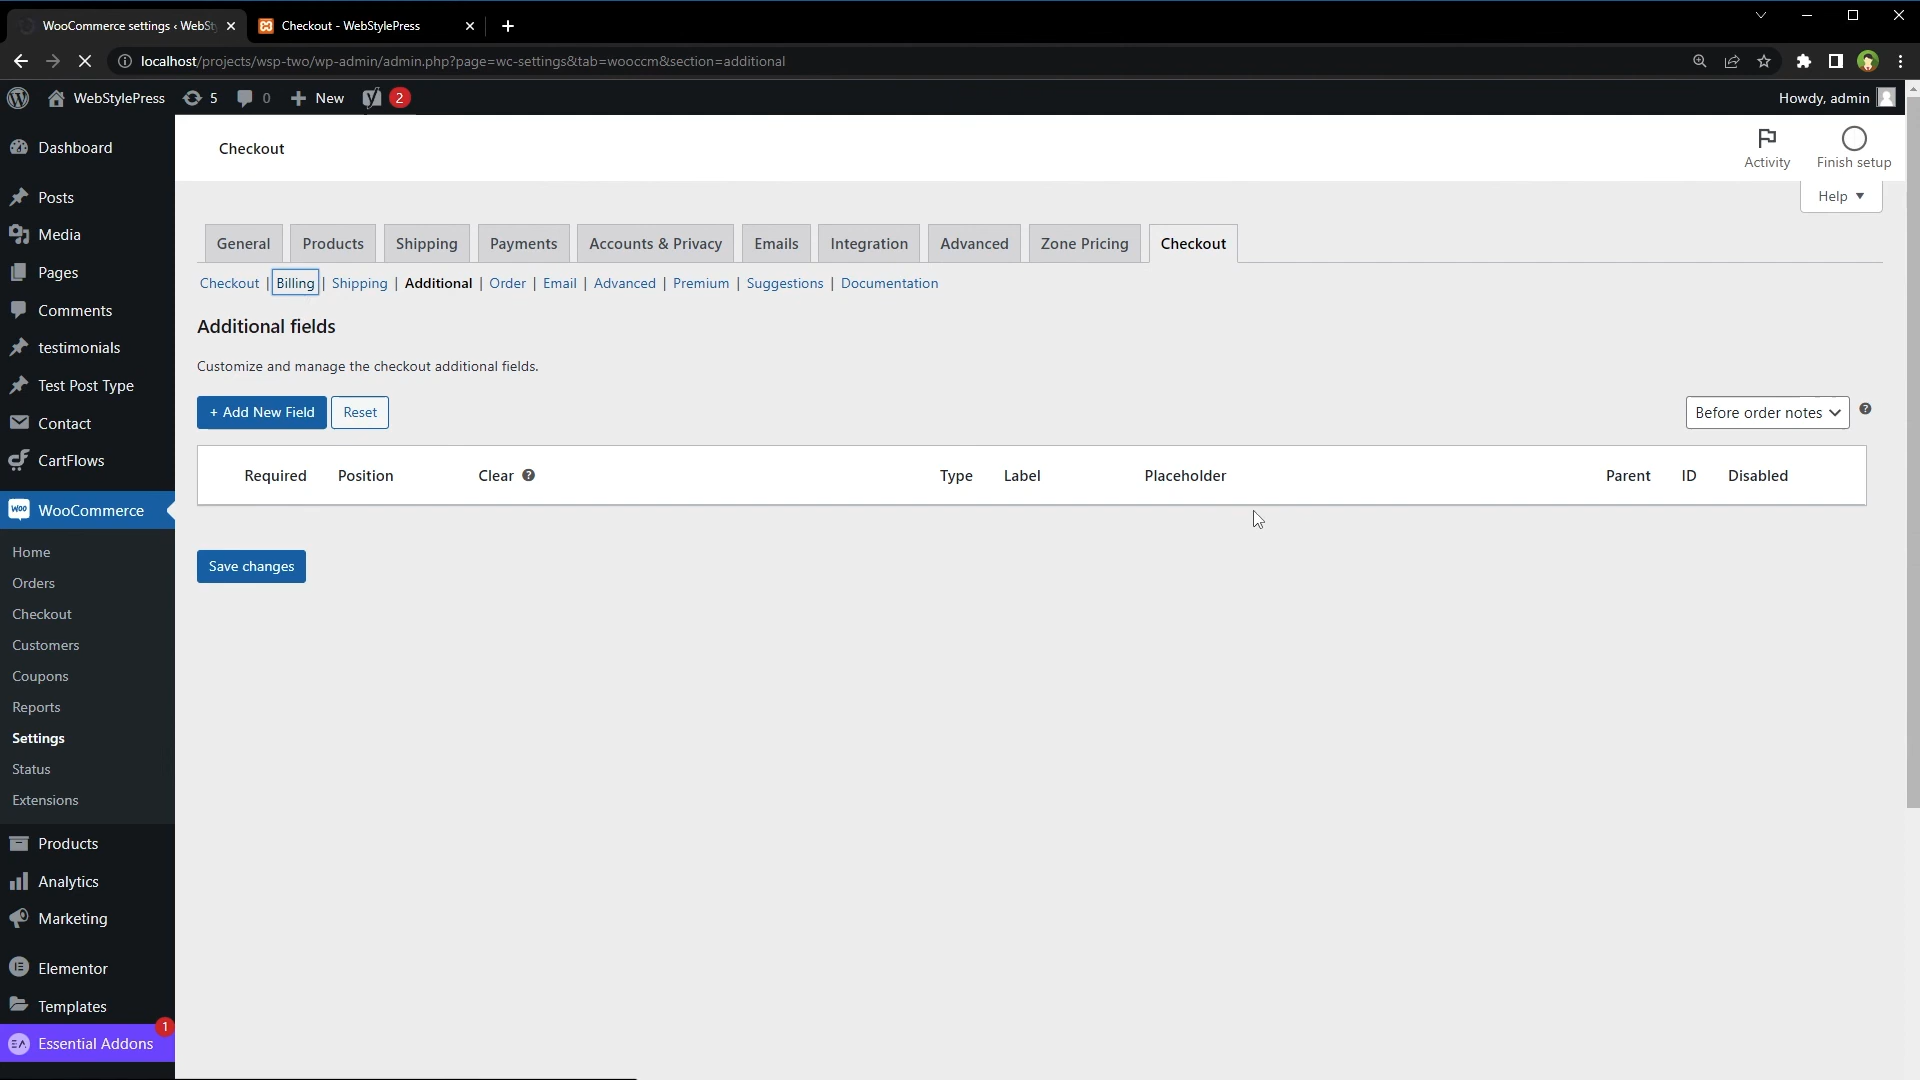 WooCommerce settings ‹ WebSt
Checkout - WebStylePress
localhost/projects/wsp-two/wp-admin/admin.php?page=wc-settings&tab=wooccm&section=additional
WebStylePress
5
0
New
2
Howdy, admin
Dashboard
Posts
Media
Pages
Comments
testimonials
Test Post Type
Contact
CartFlows
WOO
WooCommerce
Home
Orders
Checkout
Customers
Coupons
Reports
Settings
Status
Extensions
Products
Analytics
Marketing
Elementor
Templates
1
Essential Addons
Checkout
Activity
Finish setup
Help
General
Products
Shipping
Payments
Accounts & Privacy
Emails
Integration
Advanced
Zone Pricing
Checkout
Checkout | Billing | Shipping | Additional | Order | Email | Advanced | Premium | Suggestions | Documentation
Additional fields
Customize and manage the checkout additional fields.
+ Add New Field
Reset
Before order notes
Required
Position
Clear
Type
Label
Placeholder
Parent
ID
Disabled
Save changes